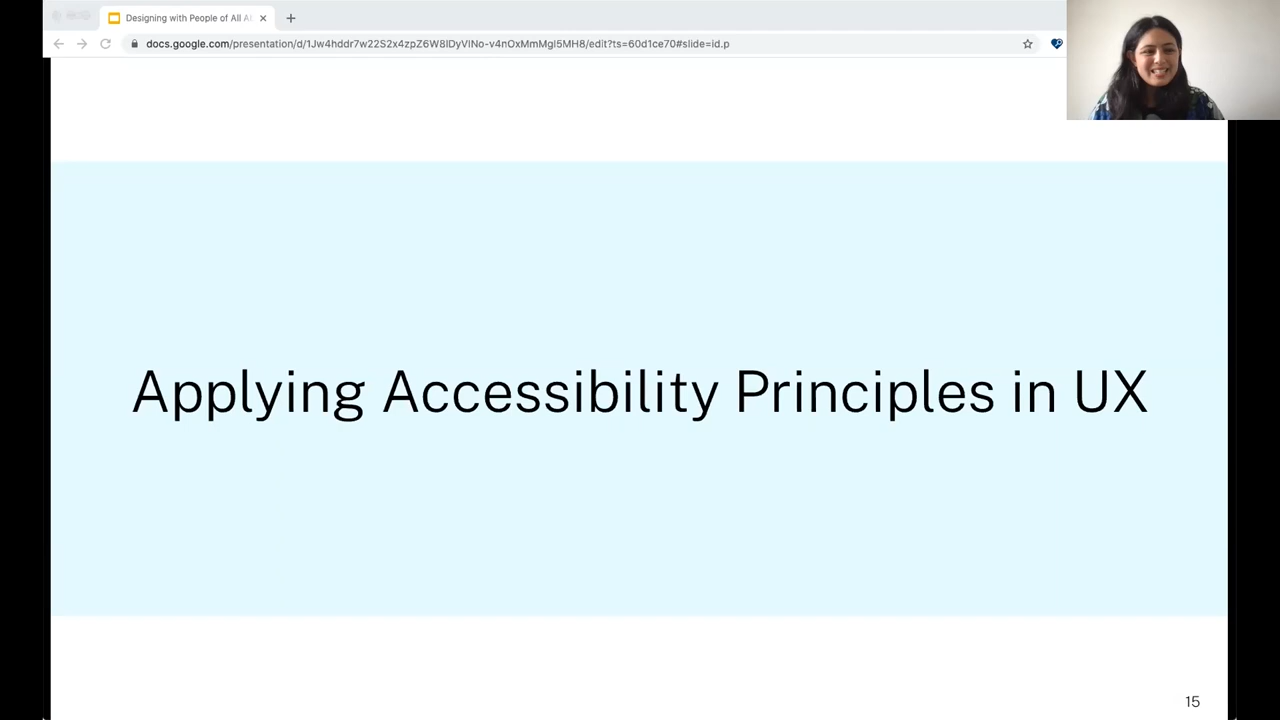 Designing with People of All A
docs.google.com/presentation/d/1Jw4hddr7w22S2x4zpZ6W8IDyVlNo-v4nOxMmMgI5MH8/edit?ts=60d1ce70#slide=id.p
Applying Accessibility Principles in UX
15